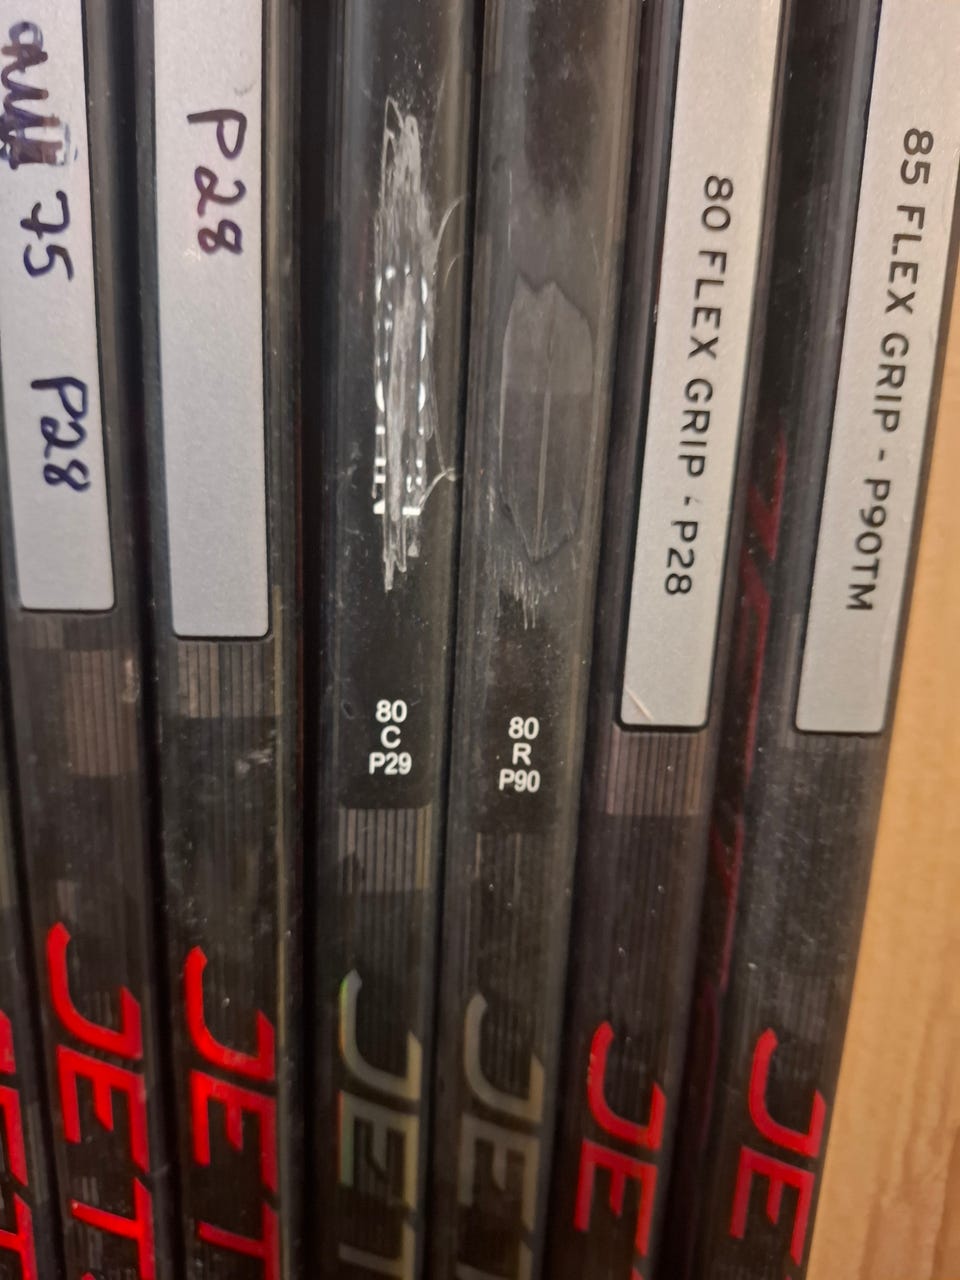 75 P28
P28
80
C
P29
80
R
P90
80 FLEX GRIP - P28
85 FLEX GRIP - P90TM
JET
JET
JET
JET
JE
JE